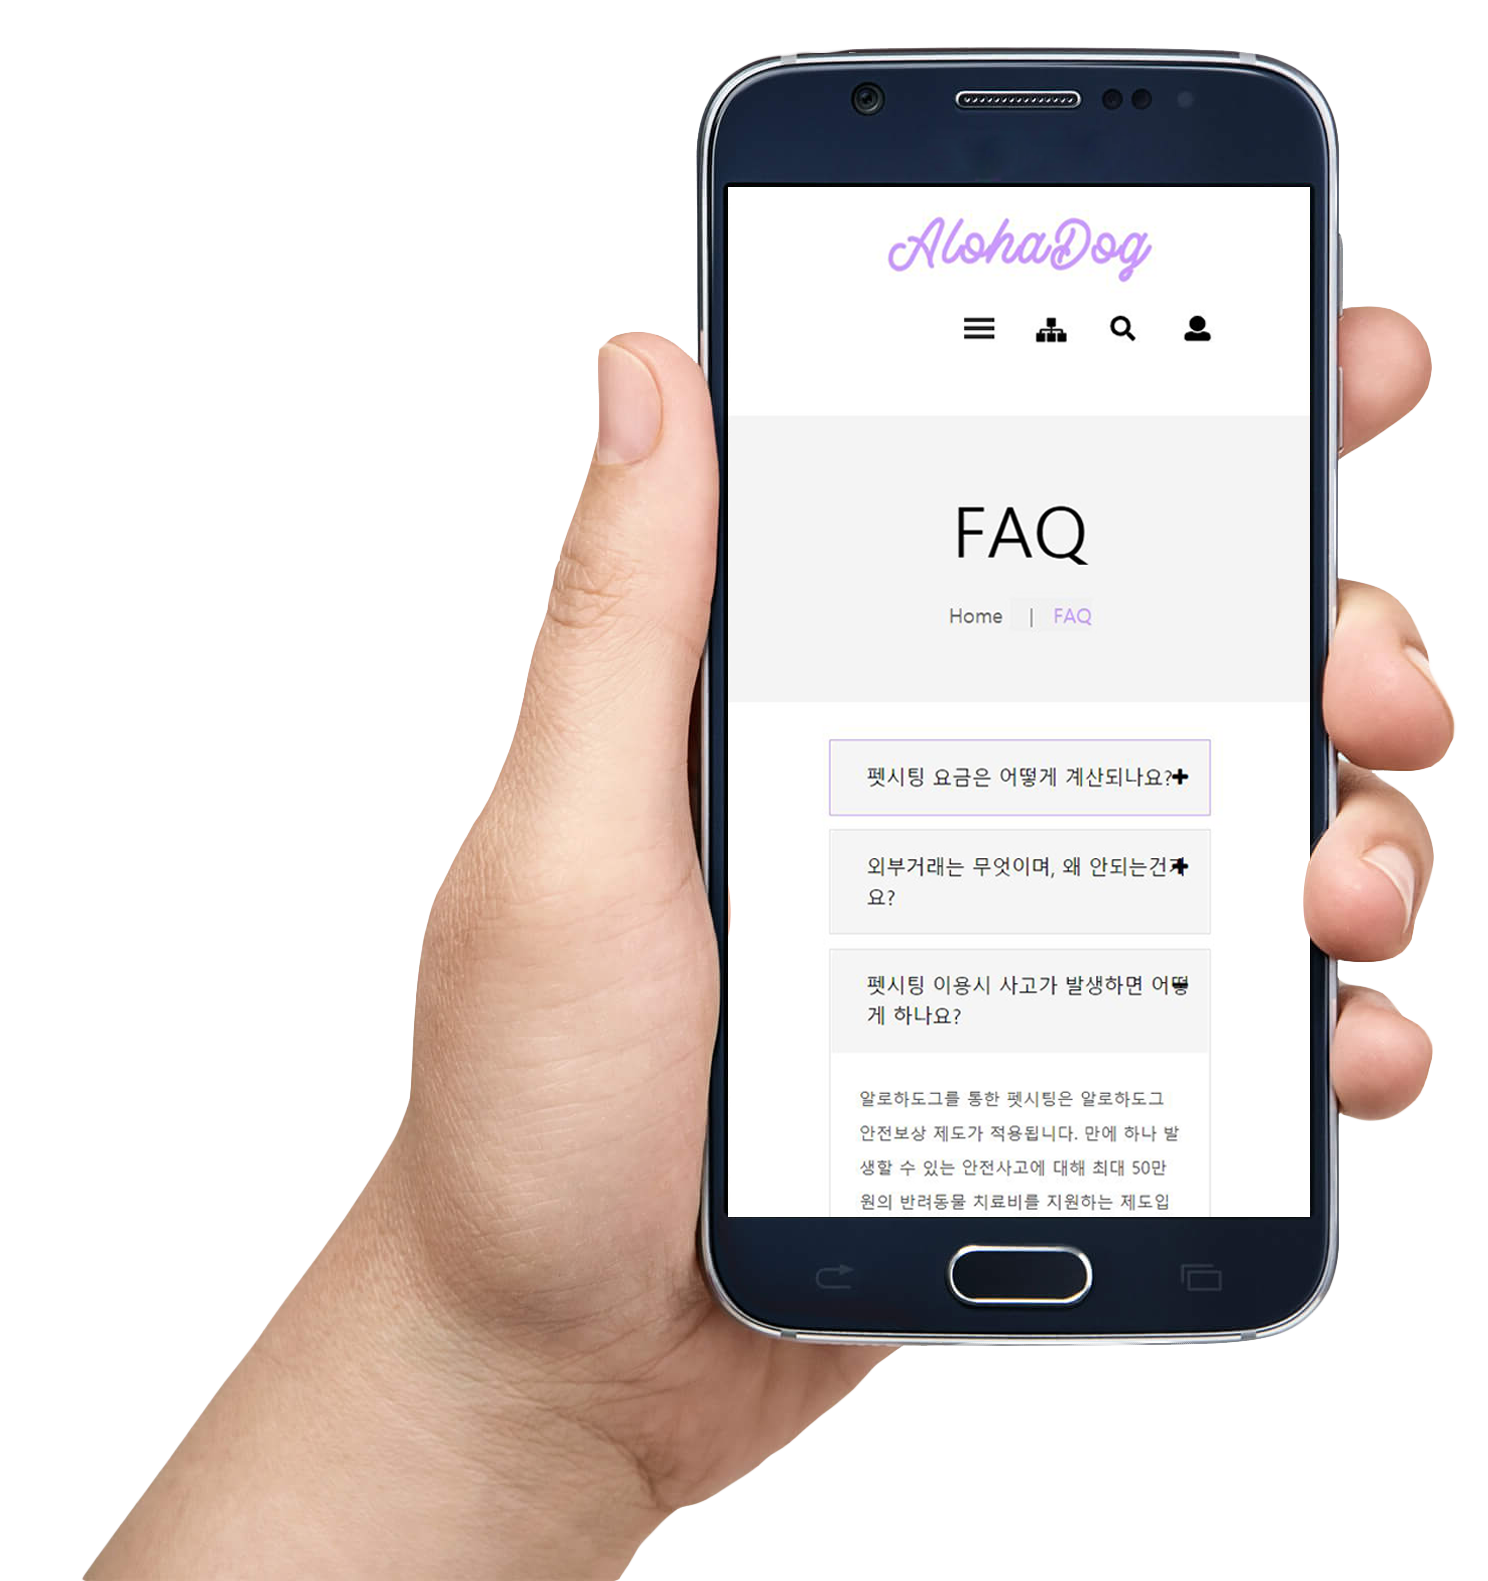 AlohaDog
FAQ
Home | FAQ
펫시팅 요금은 어떻게 계산되나요?
외부거래는 무엇이며, 왜 안되는건가
요?
펫시팅 이용시 사고가 발생하면 어떻
게 하나요?
알로하도그를 통한 펫시팅은 알로하도그
안전보상 제도가 적용됩니다. 만에 하나 발
생할 수 있는 안전사고에 대해 최대 50만
원의 반려동물 치료비를 지원하는 제도입